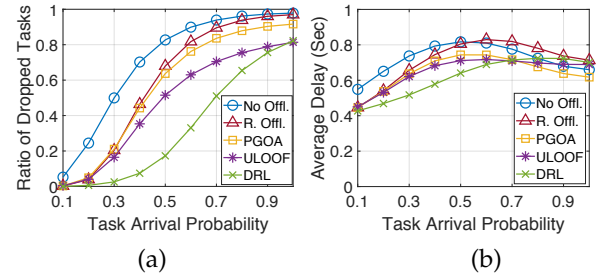 1
0.8
0.6
0.4
0.2
0
Ratio of Dropped Tasks
0.1 0.3 0.5 0.7 0.9
Task Arrival Probability
No Offl.
R. Offl.
PGOA
ULOOF
DRL
(a)
1
0.8
0.6
0.4
0.2
0
Average Delay (Sec)
0.1 0.3 0.5 0.7 0.9
Task Arrival Probability
No Offl.
R. Offl.
PGOA
ULOOF
DRL
(b)